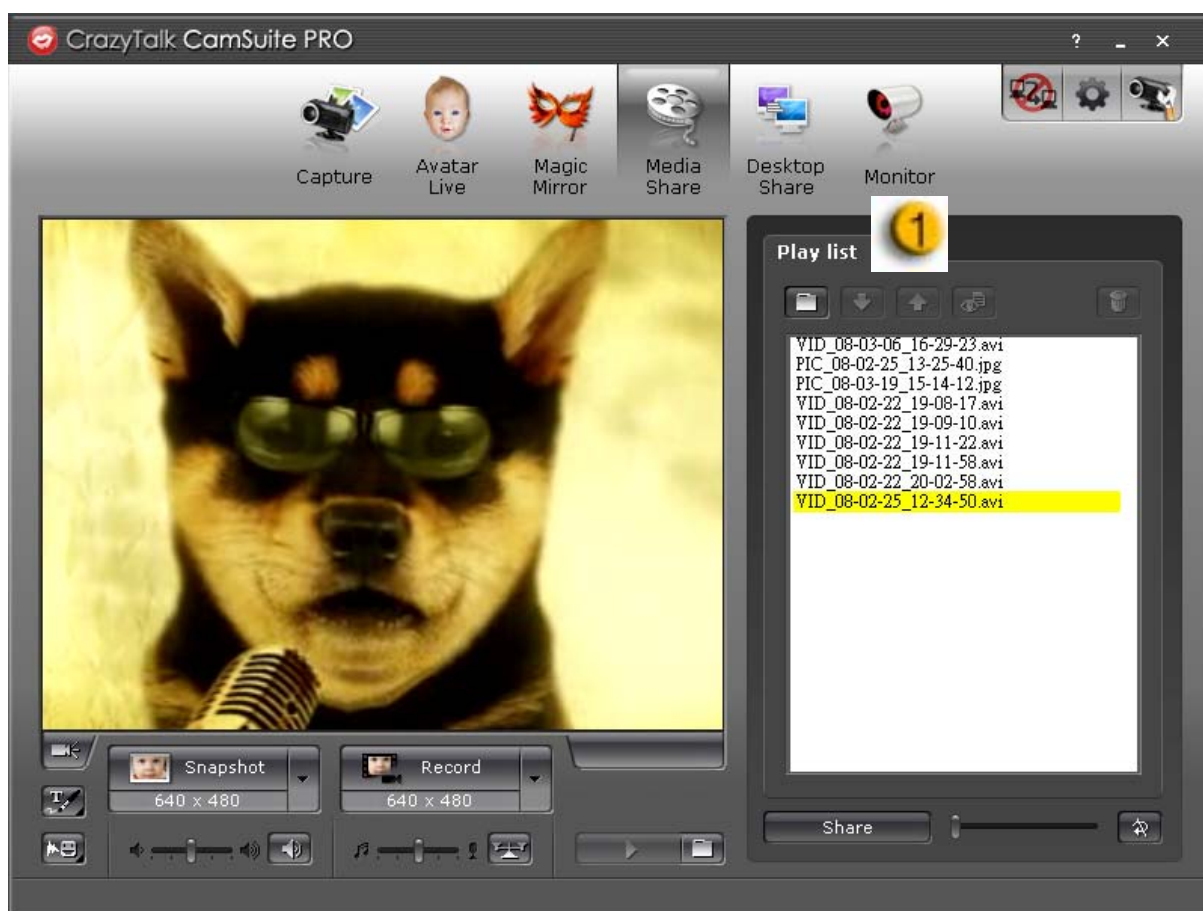 CrazyTalk CamSuite PRO
?
Capture
Avatar
Live
Magic
Mirror
Media
Share
Desktop
Share
Monitor
1
Play list
VID_08-03-06_16-29-23.avi
PIC_08-02-25_13-25-40.jpg
PIC_08-03-19_15-14-12.jpg
VID_08-02-22_19-08-17.avi
VID_08-02-22_19-09-10.avi
VID_08-02-22_19-11-22.avi
VID_08-02-22_19-11-58.avi
VID_08-02-22_20-02-58.avi
VID_08-02-25_12-34-50.avi
Snapshot
640 x 480
Record
640 x 480
T
Share